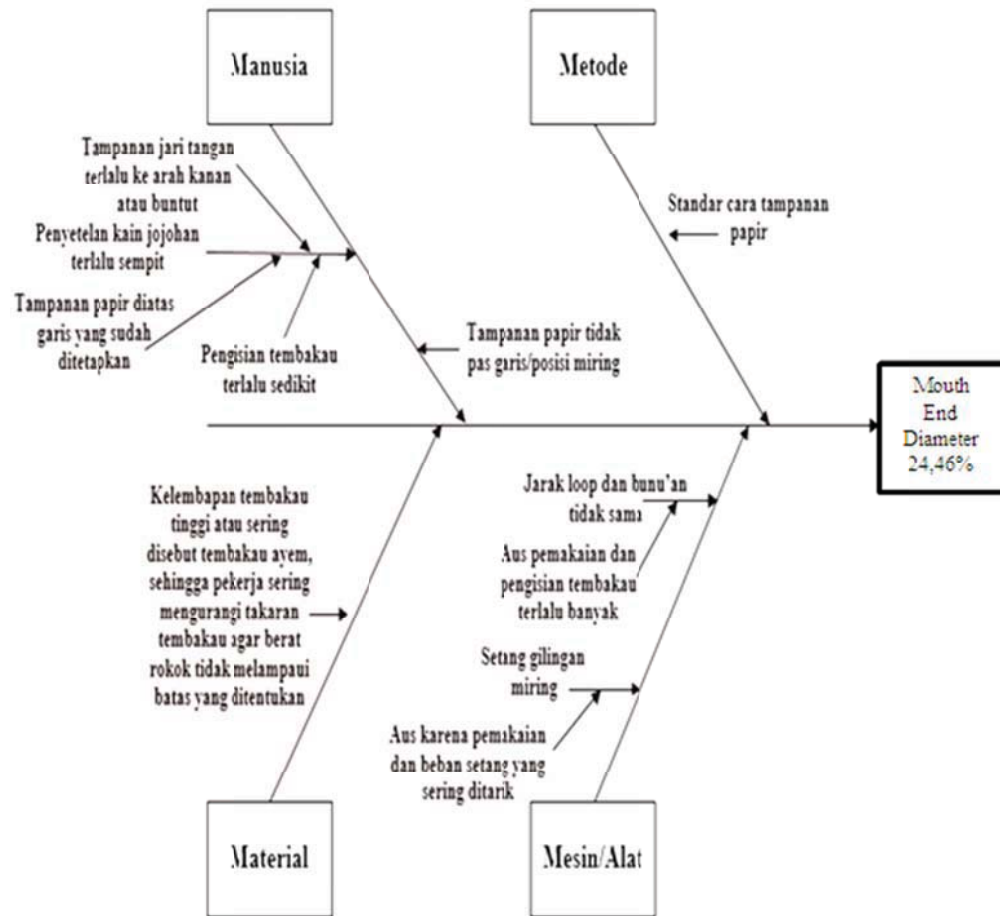 Manusia
Metode
Tampanan jari tangan
terlalu ke arah kanan
atau buntut
Penyetelan kain jojohan
terlalu sempit
Tampanan papir diatas
garis yang sudah
ditetapkan
Pengisian tembakau
terlalu sedikit
Tampanan papir tidak
pas garis/posisi miring
Standar cara tampanan
papir
Mouth
End
Diameter
24,46%
Kelembapan tembakau
tinggi atau sering
disebut tembakau ayem,
sehingga pekerja sering
mengurangi takaran
tembakau agar berat
rokok tidak melampaui
batas yang ditentukan
Jarak loop dan bunu'an
tidak sama
Aus pemakaian dan
pengisian tembakau
terlalu banyak
Setang gilingan
miring
Aus karena pemakaian
dan beban setang yang
sering ditarik
Material
Mesin/Alat